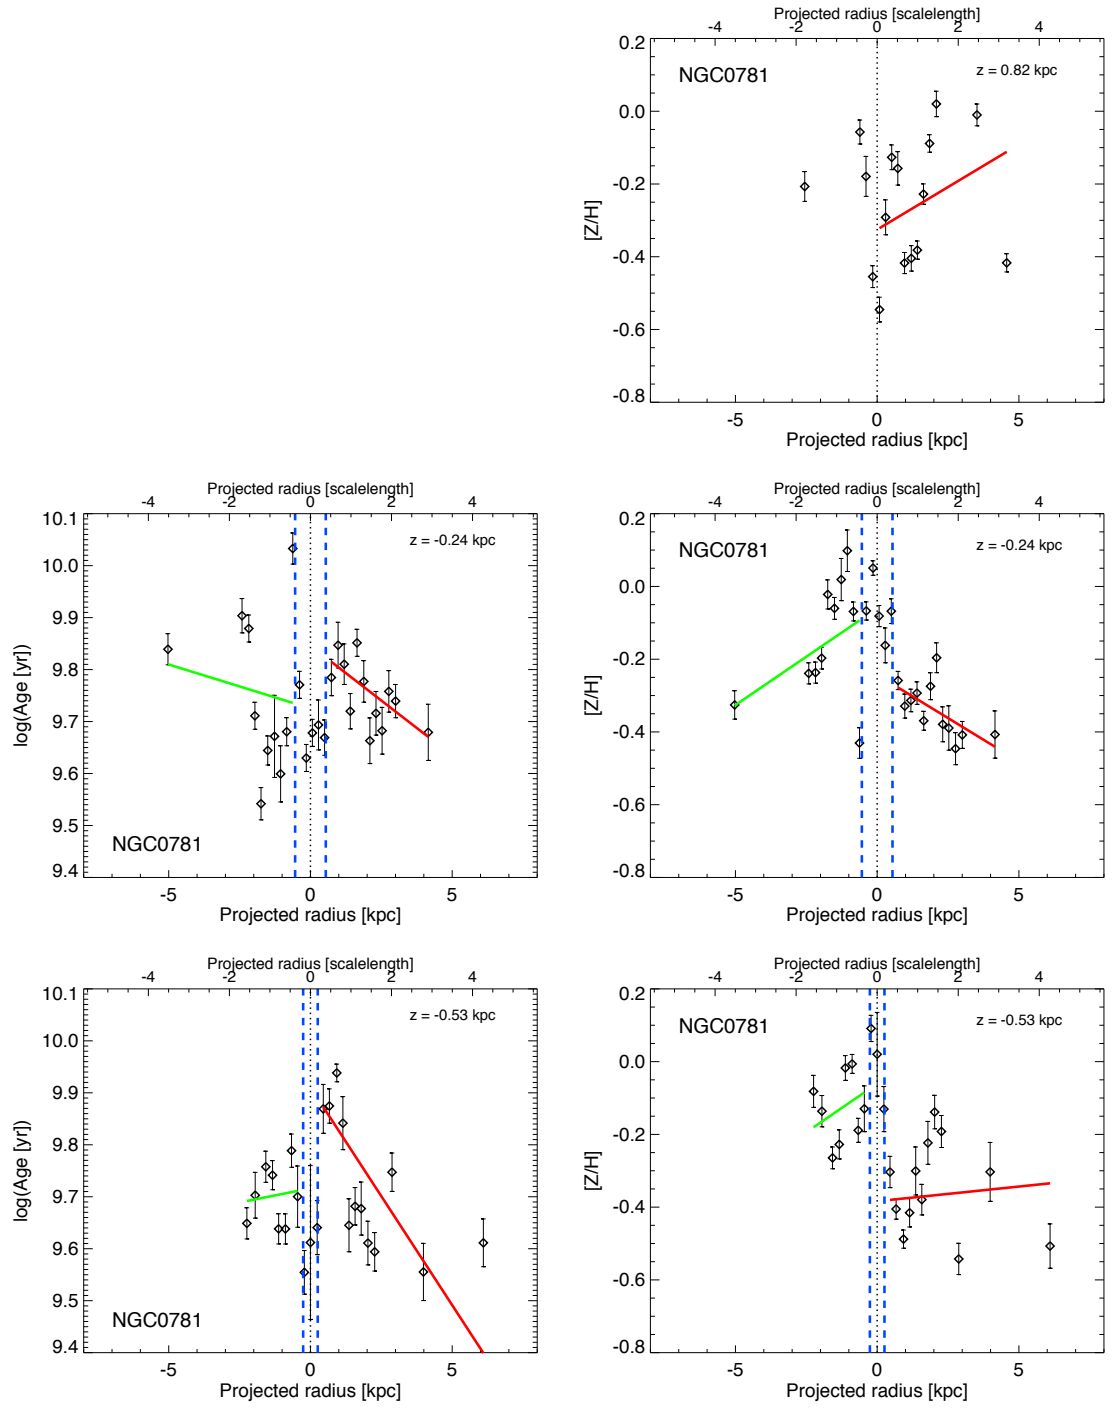 Projected radius [scalelength]
-4 -2 0 2 4
0.2
NGC0781
z = 0.82 kpc
0.0
-0.2
[Z/H]
-0.4
-0.6
-0.8
-5 0 5
Projected radius [kpc]
Projected radius [scalelength]
-4 -2 0 2 4
10.1
z = -0.24 kpc
10.0
9.9
9.8
log(Age [yr])
9.7
9.6
9.5
NGC0781
9.4
-5 0 5
Projected radius [kpc]
Projected radius [scalelength]
-4 -2 0 2 4
0.2
NGC0781
z = -0.24 kpc
0.0
-0.2
[Z/H]
-0.4
-0.6
-0.8
-5 0 5
Projected radius [kpc]
Projected radius [scalelength]
-4 -2 0 2 4
10.1
z = -0.53 kpc
10.0
9.9
9.8
log(Age [yr])
9.7
9.6
9.5
NGC0781
9.4
-5 0 5
Projected radius [kpc]
Projected radius [scalelength]
-4 -2 0 2 4
0.2
NGC0781
z = -0.53 kpc
0.0
-0.2
[Z/H]
-0.4
-0.6
-0.8
-5 0 5
Projected radius [kpc]